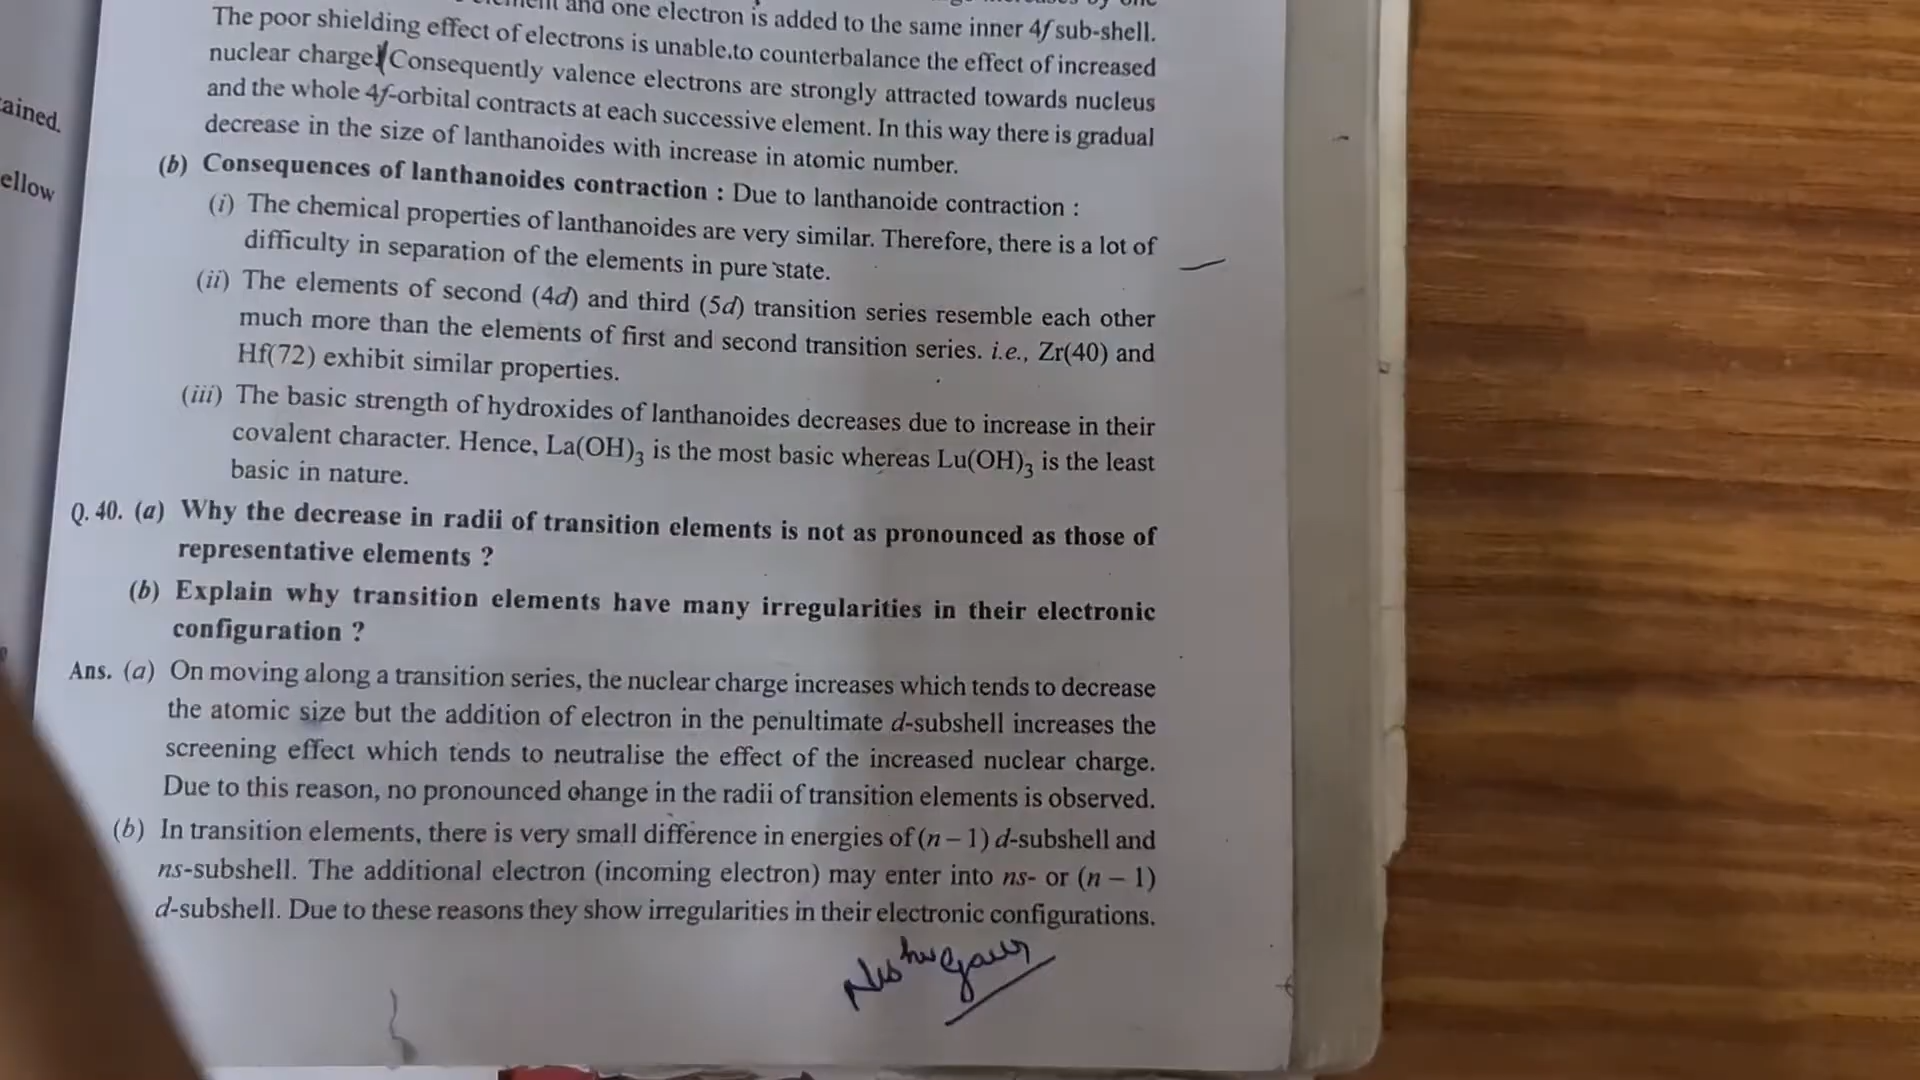 and one electron is added to the same inner 4f sub-shell.
The poor shielding effect of electrons is unable.to counterbalance the effect of increased
nuclear charge. Consequently valence electrons are strongly attracted towards nucleus
and the whole 4f-orbital contracts at each successive element. In this way there is gradual
decrease in the size of lanthanoides with increase in atomic number.
(b) Consequences of lanthanoides contraction : Due to lanthanoide contraction :
(i) The chemical properties of lanthanoides are very similar. Therefore, there is a lot of
difficulty in separation of the elements in pure state.
(ii) The elements of second (4d) and third (5d) transition series resemble each other
much more than the elements of first and second transition series. i.e., Zr(40) and
Hf(72) exhibit similar properties.
(iii) The basic strength of hydroxides of lanthanoides decreases due to increase in their
covalent character. Hence, La(OH)₃ is the most basic whereas Lu(OH)₃ is the least
basic in nature.
Q. 40. (a) Why the decrease in radii of transition elements is not as pronounced as those of
representative elements ?
(b) Explain why transition elements have many irregularities in their electronic
configuration ?
Ans. (a) On moving along a transition series, the nuclear charge increases which tends to decrease
the atomic size but the addition of electron in the penultimate d-subshell increases the
screening effect which tends to neutralise the effect of the increased nuclear charge.
Due to this reason, no pronounced change in the radii of transition elements is observed.
(b) In transition elements, there is very small difference in energies of (n – 1) d-subshell and
ns-subshell. The additional electron (incoming electron) may enter into ns- or (n – 1)
d-subshell. Due to these reasons they show irregularities in their electronic configurations.
ained.
ellow